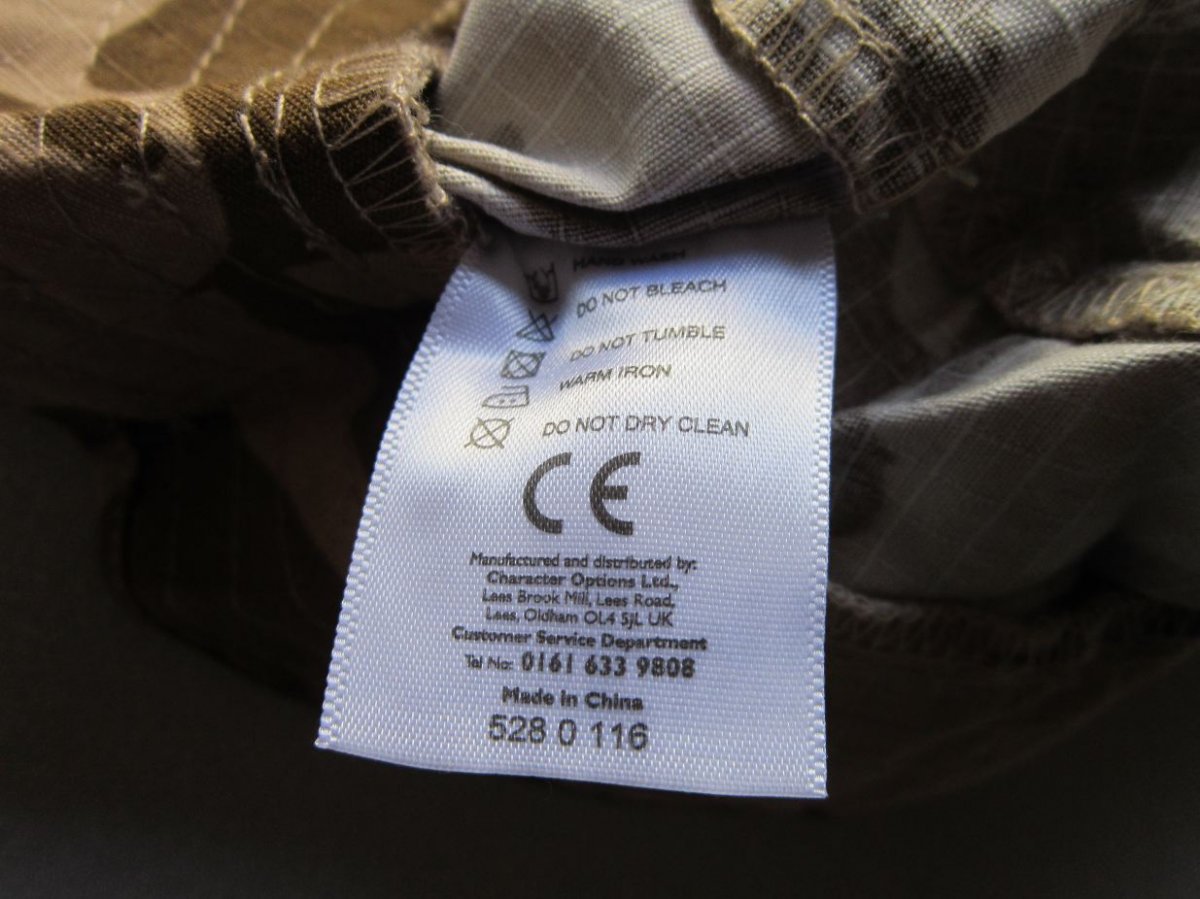 HAND WASH
DO NOT BLEACH
DO NOT TUMBLE
WARM IRON
DO NOT DRY CLEAN
CE
Manufactured and distributed by:
Character Options Ltd.,
Lees Brook Mill, Lees Road,
Lees, Oldham OL4 5JL UK
Customer Service Department
Tel No: 0161 633 9808
Made in China
528 0 116